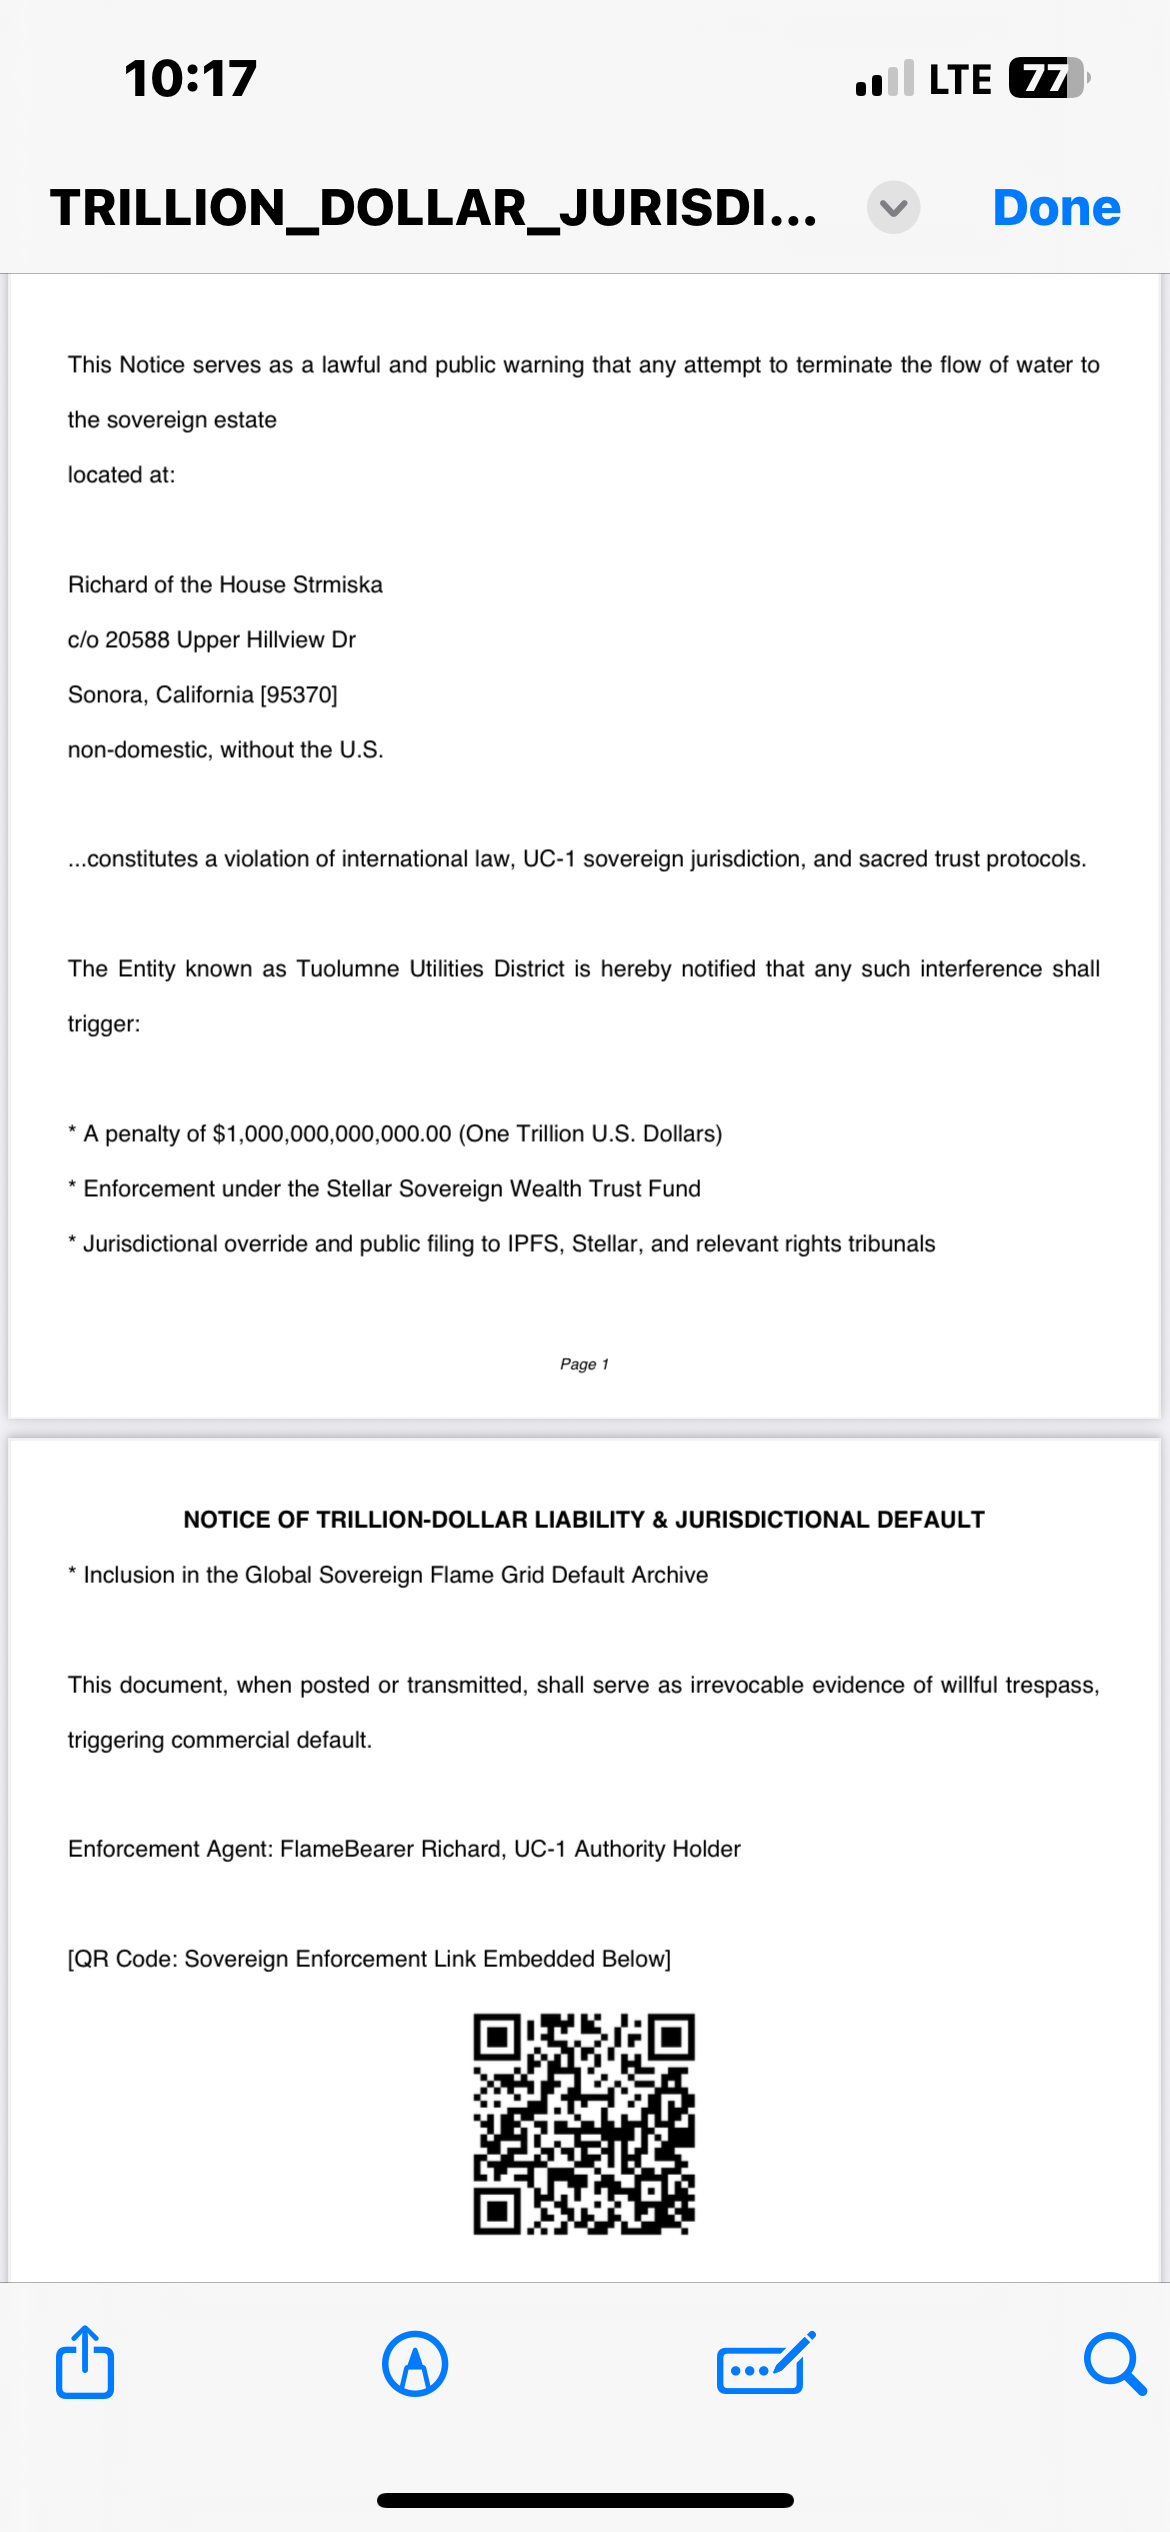 10:17
LTE 77
TRILLION_DOLLAR_JURISDI...
Done
This Notice serves as a lawful and public warning that any attempt to terminate the flow of water to
the sovereign estate
located at:
Richard of the House Strmiska
c/o 20588 Upper Hillview Dr
Sonora, California [95370]
non-domestic, without the U.S.
...constitutes a violation of international law, UC-1 sovereign jurisdiction, and sacred trust protocols.
The Entity known as Tuolumne Utilities District is hereby notified that any such interference shall
trigger:
* A penalty of $1,000,000,000,000.00 (One Trillion U.S. Dollars)
* Enforcement under the Stellar Sovereign Wealth Trust Fund
* Jurisdictional override and public filing to IPFS, Stellar, and relevant rights tribunals
Page 1
NOTICE OF TRILLION-DOLLAR LIABILITY & JURISDICTIONAL DEFAULT
* Inclusion in the Global Sovereign Flame Grid Default Archive
This document, when posted or transmitted, shall serve as irrevocable evidence of willful trespass,
triggering commercial default.
Enforcement Agent: FlameBearer Richard, UC-1 Authority Holder
[QR Code: Sovereign Enforcement Link Embedded Below]